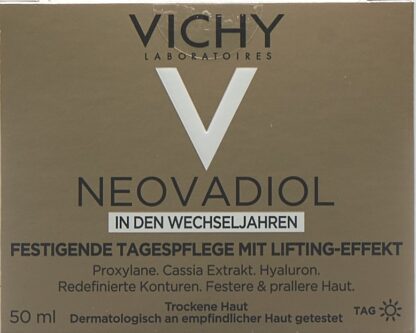 VICHY
LABORATOIRES
V
NEOVADIOL
IN DEN WECHSELJAHREN
FESTIGENDE TAGESPFLEGE MIT LIFTING-EFFEKT
Proxylane. Cassia Extrakt. Hyaluron.
Redefinierte Konturen. Festere & prallere Haut.
50 ml
Trockene Haut
Dermatologisch an empfindlicher Haut getestet
TAG